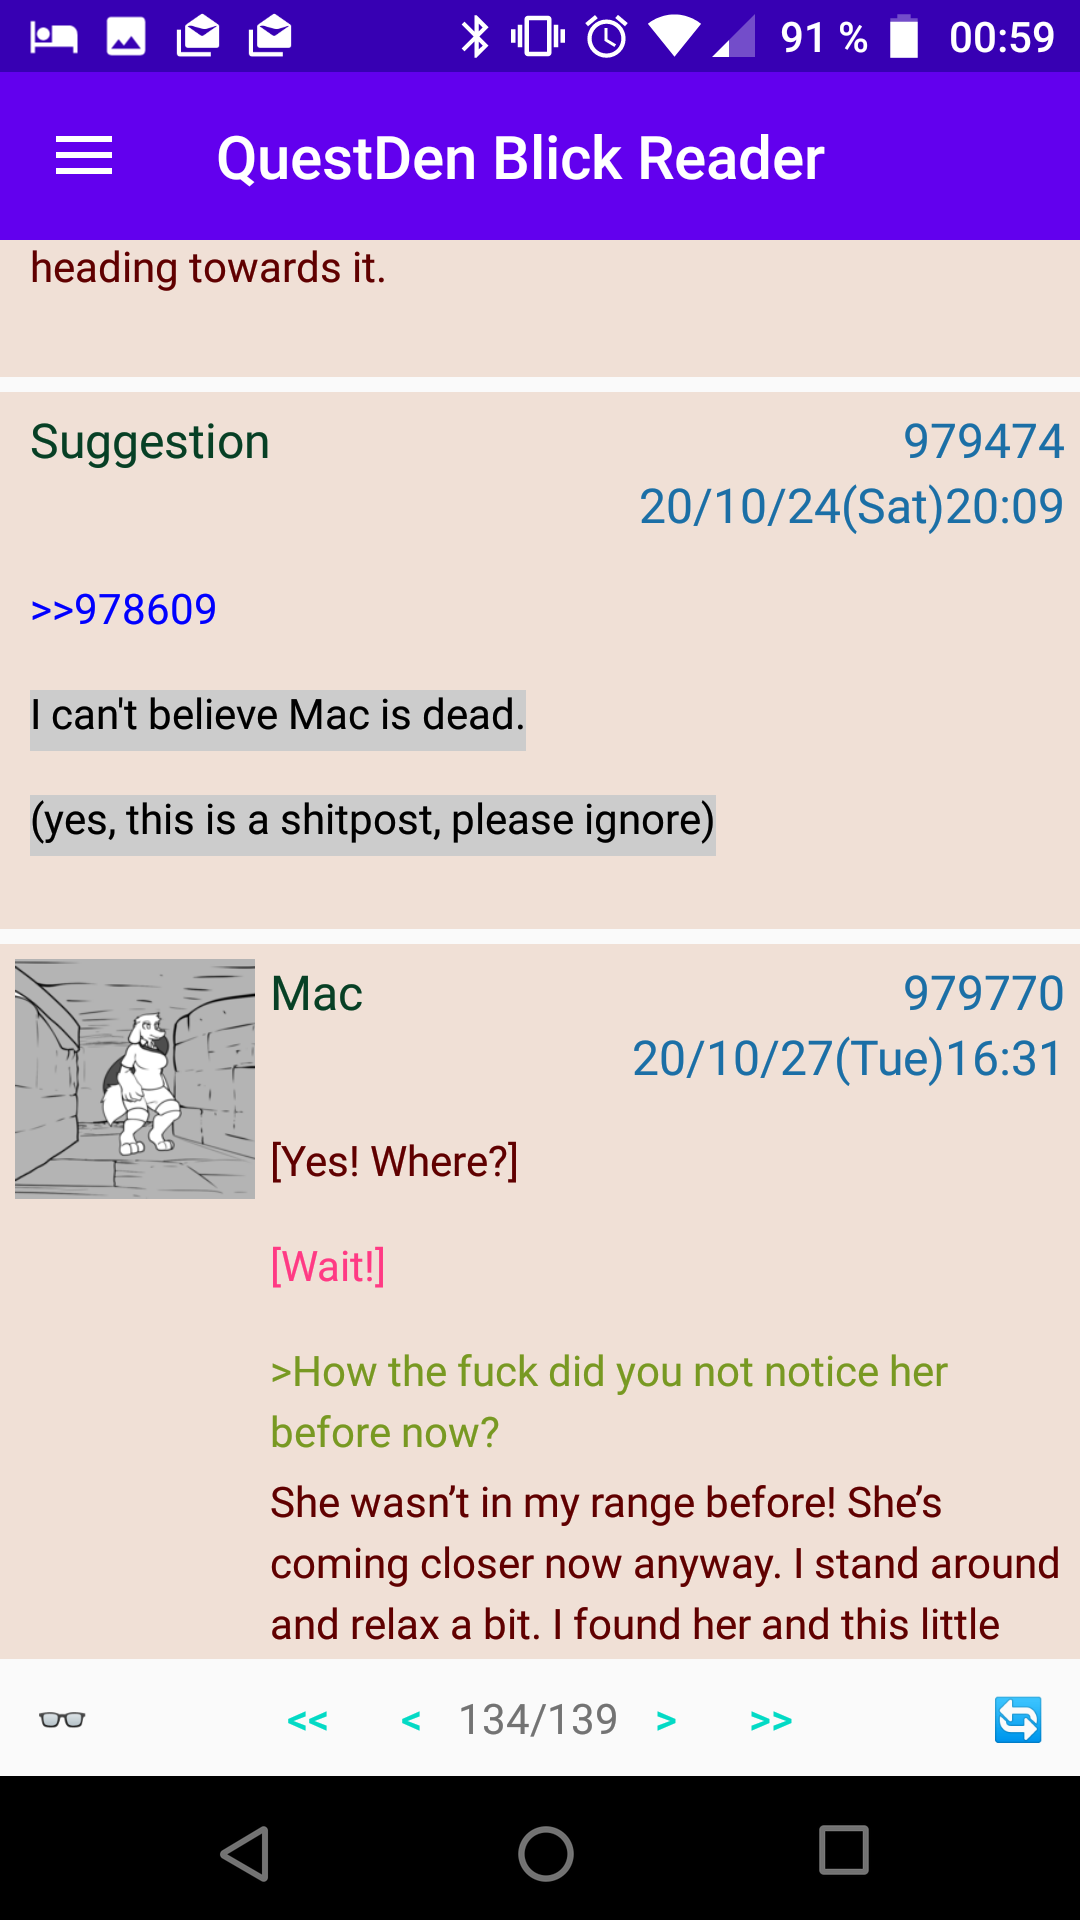 91 % 00:59
QuestDen Blick Reader
heading towards it.
Suggestion 979474
20/10/24(Sat)20:09
>>978609
I can't believe Mac is dead.
(yes, this is a shitpost, please ignore)
Mac 979770
20/10/27(Tue)16:31
[Yes! Where?]
[Wait!]
>How the fuck did you not notice her
before now?
She wasn’t in my range before! She’s
coming closer now anyway. I stand around
and relax a bit. I found her and this little
<< < 134/139 > >>